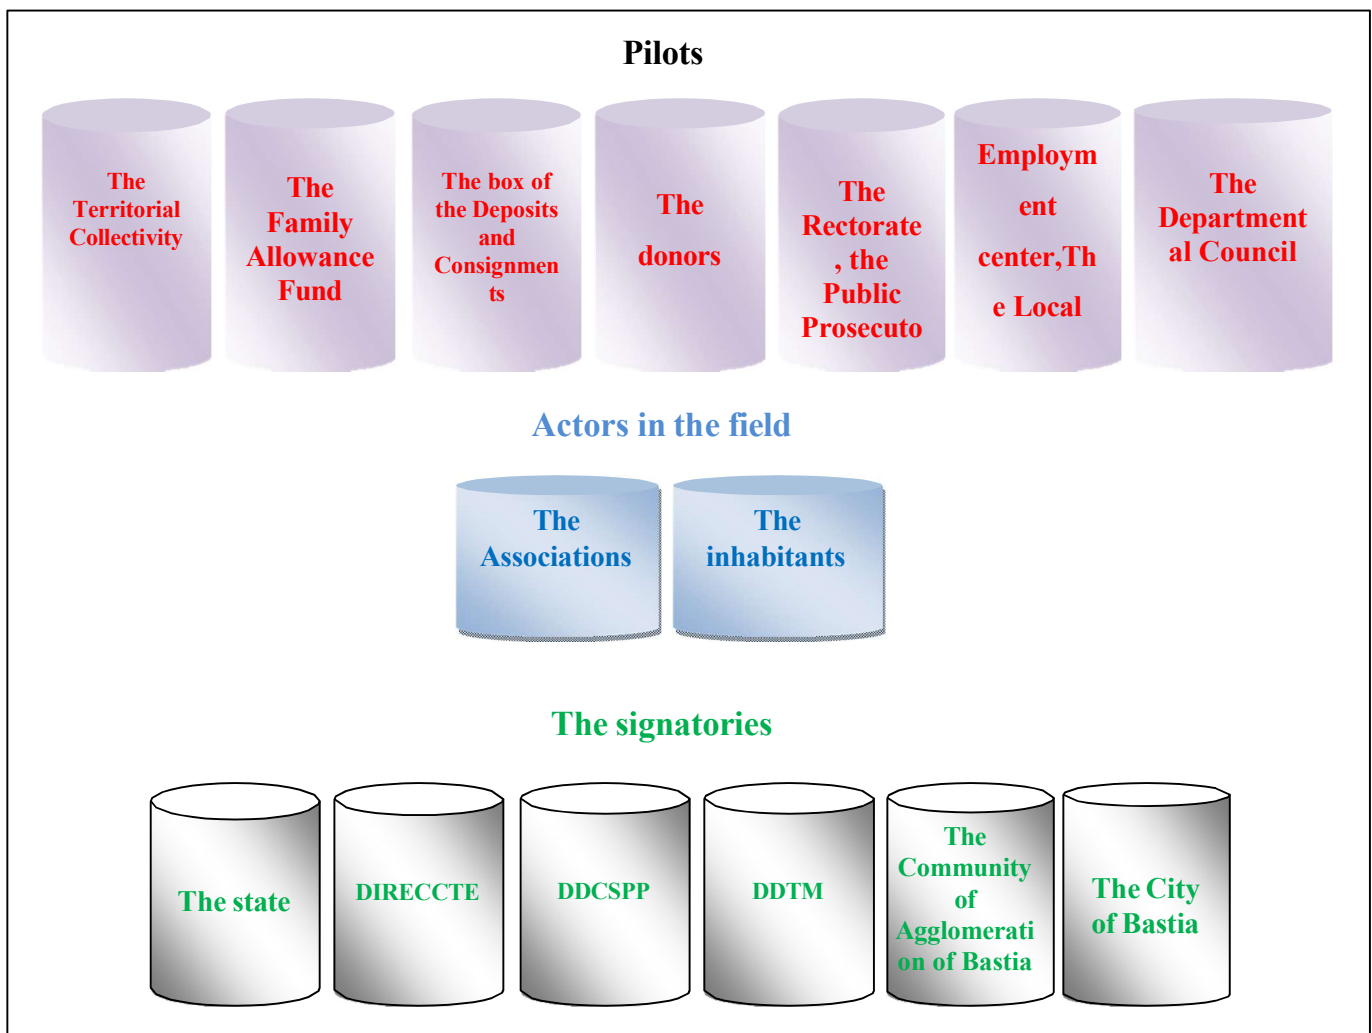 Pilots
The
Territorial
Collectivity
The
Family
Allowance
Fund
The box of
the Deposits
and
Consignmen
ts
The
donors
The
Rectorate
, the
Public
Prosecuto
Employm
ent
center,Th
e Local
The
Department
al Council
Actors in the field
The
Associations
The
inhabitants
The signatories
The state
DIRECCTE
DDCSPP
DDTM
The
Community
of
Agglomerati
on of Bastia
The City
of Bastia